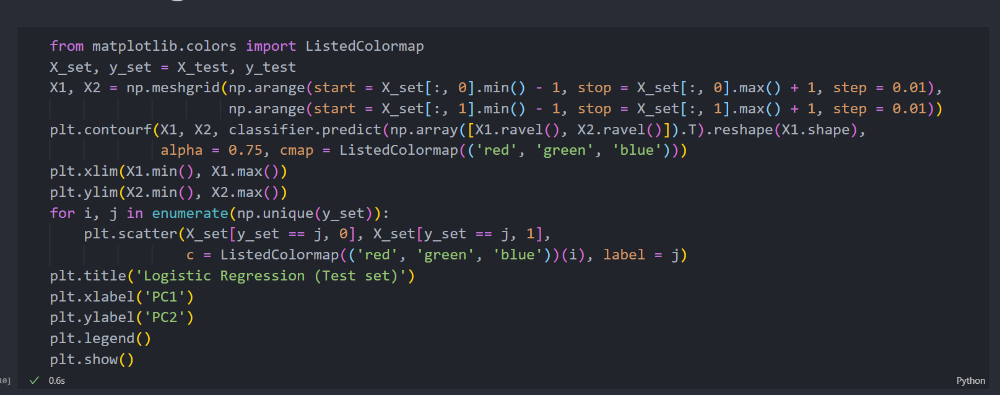 from matplotlib.colors import ListedColormap
X_set, y_set = X_test, y_test
X1, X2 = np.meshgrid(np.arange(start = X_set[:, 0].min() - 1, stop = X_set[:, 0].max() + 1, step = 0.01),
                     np.arange(start = X_set[:, 1].min() - 1, stop = X_set[:, 1].max() + 1, step = 0.01))
plt.contourf(X1, X2, classifier.predict(np.array([X1.ravel(), X2.ravel()]).T).reshape(X1.shape),
             alpha = 0.75, cmap = ListedColormap(('red', 'green', 'blue')))
plt.xlim(X1.min(), X1.max())
plt.ylim(X2.min(), X2.max())
for i, j in enumerate(np.unique(y_set)):
    plt.scatter(X_set[y_set == j, 0], X_set[y_set == j, 1],
                c = ListedColormap(('red', 'green', 'blue'))(i), label = j)
plt.title('Logistic Regression (Test set)')
plt.xlabel('PC1')
plt.ylabel('PC2')
plt.legend()
plt.show()
0.6s
Python